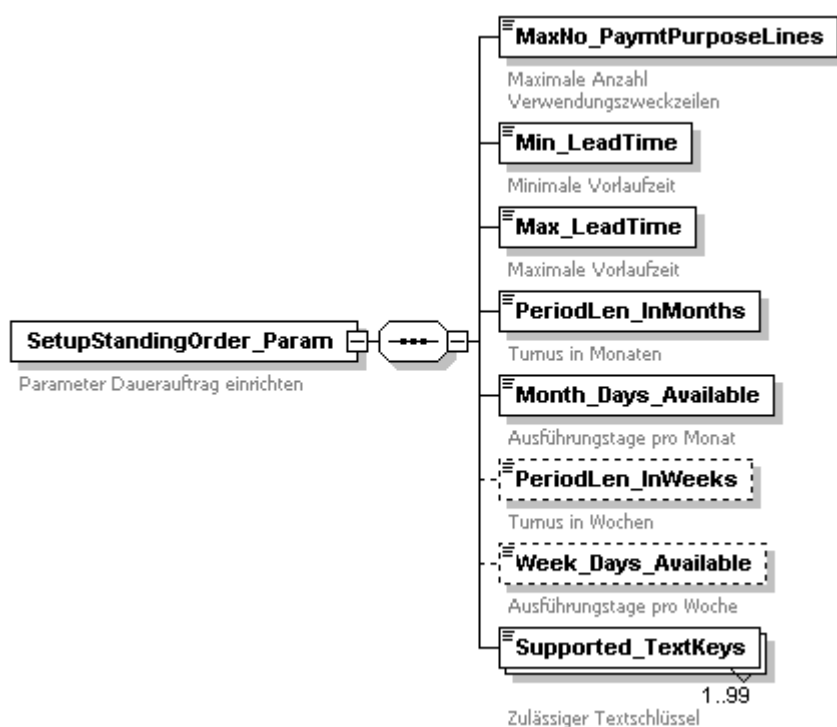 MaxNo_PaymtPurposeLines
Maximale Anzahl
Verwendungszweckzeilen
Min_LeadTime
Minimale Vorlaufzeit
Max_LeadTime
Maximale Vorlaufzeit
PeriodLen_InMonths
Turnus in Monaten
SetupStandingOrder_Param
Parameter Dauerauftrag einrichten
Month_Days_Available
Ausführungstage pro Monat
PeriodLen_InWeeks
Turnus in Wochen
Week_Days_Available
Ausführungstage pro Woche
Supported_TextKeys
1..99
Zulässiger Textschlüssel